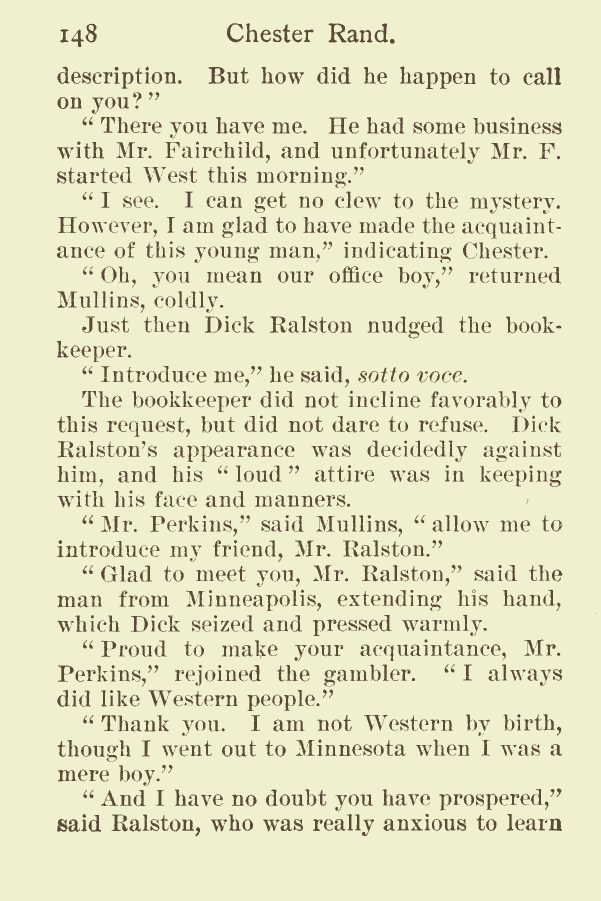 148 Chester Rand.
description. But how did he happen to call
on you?”
“There you have me. He had some business
with Mr. Fairchild, and unfortunately Mr. F.
started West this morning.”
“I see. I can get no clew to the mystery.
However, I am glad to have made the acquaint-
ance of this young man,” indicating Chester.
“Oh, you mean our office boy,” returned
Mullins, coldly.
Just then Dick Ralston nudged the book-
keeper.
“Introduce me,” he said, sotto voce.
The bookkeeper did not incline favorably to
this request, but did not dare to refuse. Dick
Ralston’s appearance was decidedly against
him, and his “loud” attire was in keeping
with his face and manners.
“Mr. Perkins,” said Mullins, “allow me to
introduce my friend, Mr. Ralston.”
“Glad to meet you, Mr. Ralston,” said the
man from Minneapolis, extending his hand,
which Dick seized and pressed warmly.
“Proud to make your acquaintance, Mr.
Perkins,” rejoined the gambler. “I always
did like Western people.”
“Thank you. I am not Western by birth,
though I went out to Minnesota when I was a
mere boy.”
“And I have no doubt you have prospered,”
said Ralston, who was really anxious to learn